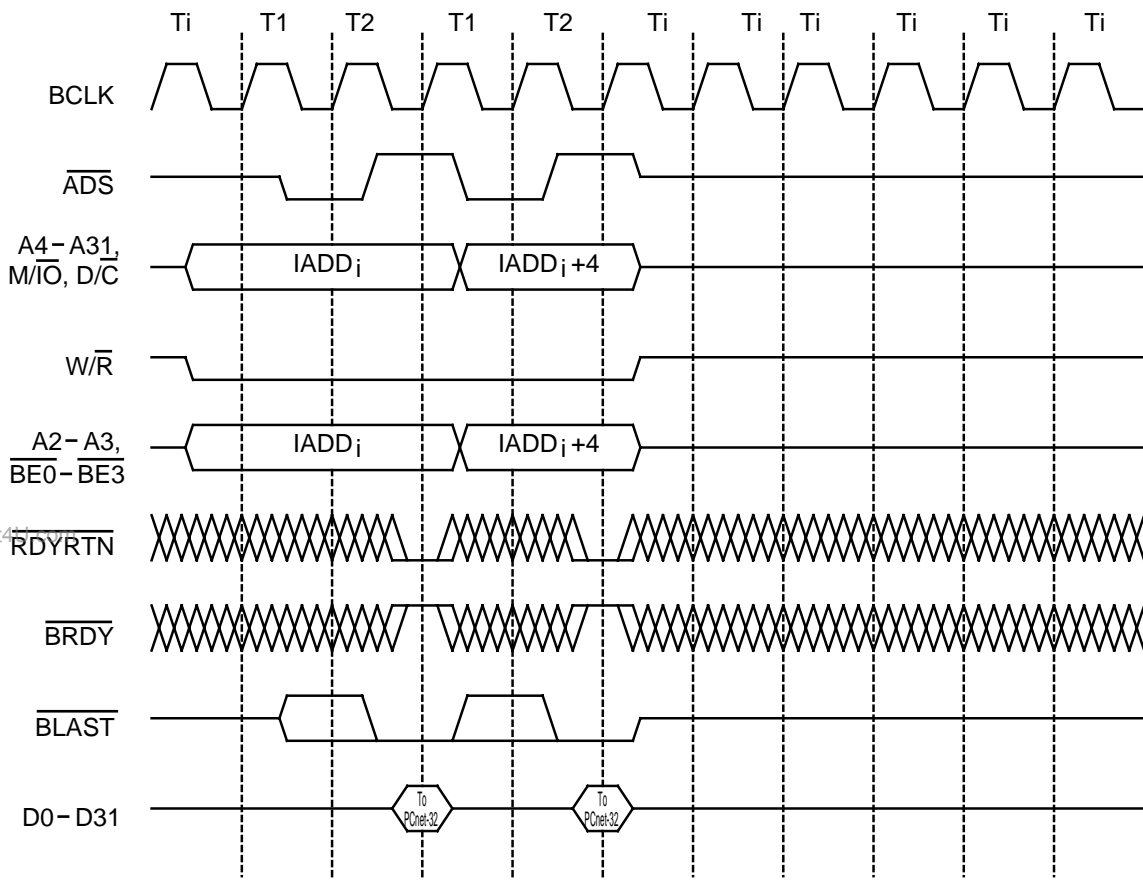 Ti T1 T2 T1 T2 Ti Ti Ti Ti Ti Ti
BCLK
ADS
A4–A31,
M/IO, D/C
IADDi IADDi+4
W/R
A2–A3,
BE0–BE3
IADDi IADDi+4
RDYRTN
BRDY
BLAST
D0–D31
To
PCnet-32
To
PCnet-32